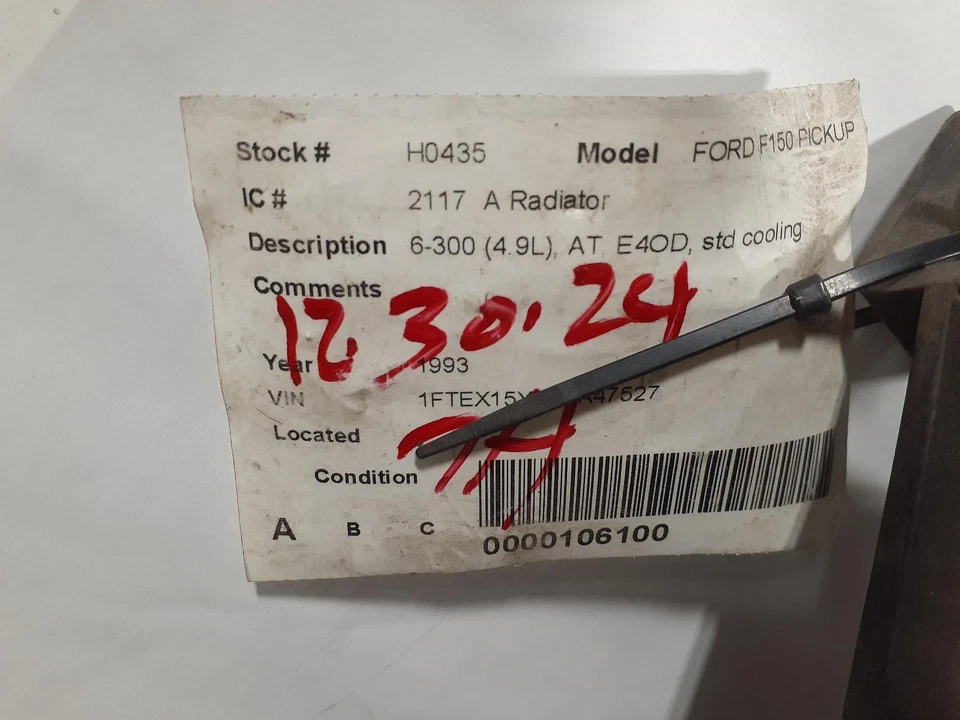 Stock # H0435 Model FORD F150 PICKUP
IC # 2117 A Radiator
Description 6-300 (4.9L), AT, E4OD, std cooling
Comments
12.30.24
Year 1993
VIN
Located
Condition
A B C
0000106100